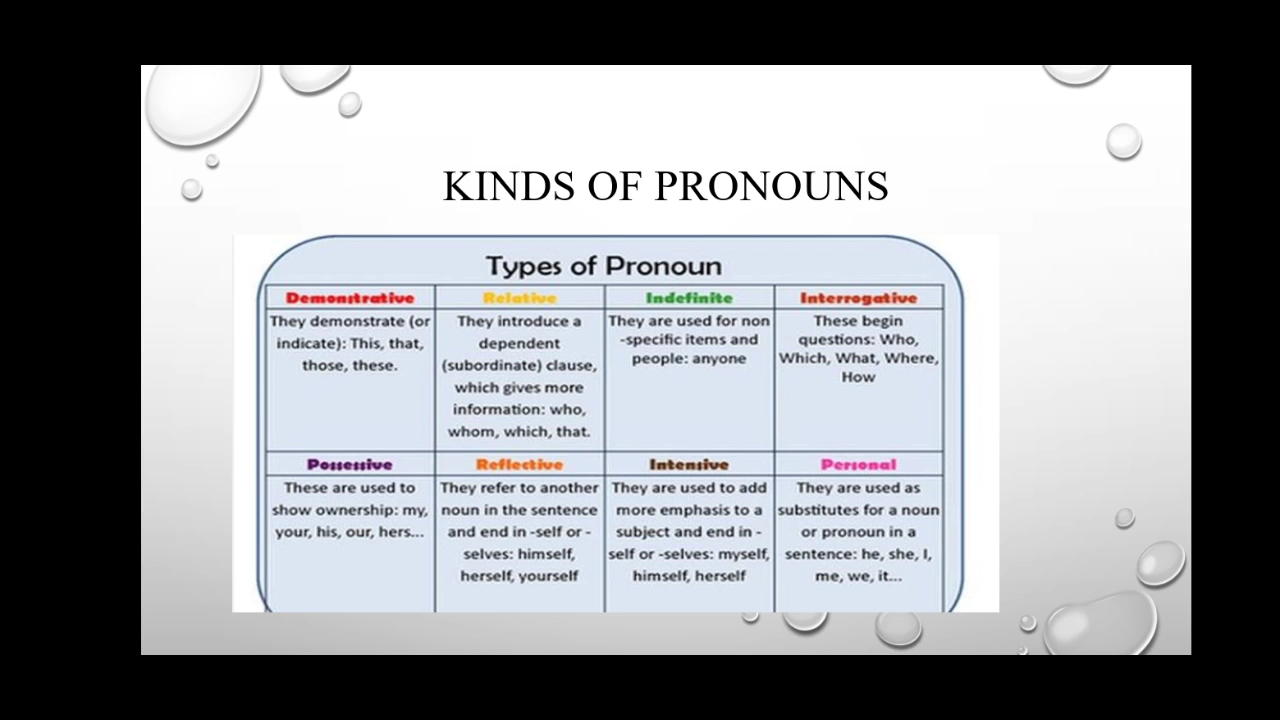 KINDS OF PRONOUNS
Types of Pronoun
Demonstrative
They demonstrate (or
indicate): This, that,
those, these.
Relative
They introduce a
dependent
(subordinate) clause,
which gives more
information: who,
whom, which, that.
Indefinite
They are used for non
-specific items and
people: anyone
Interrogative
These begin
questions: Who,
Which, What, Where,
How
Possessive
These are used to
show ownership: my,
your, his, our, hers...
Reflective
They refer to another
noun in the sentence
and end in -self or -
selves: himself,
herself, yourself
Intensive
They are used to add
more emphasis to a
subject and end in -
self or -selves: myself,
himself, herself
Personal
They are used as
substitutes for a noun
or pronoun in a
sentence: he, she, I,
me, we, it...